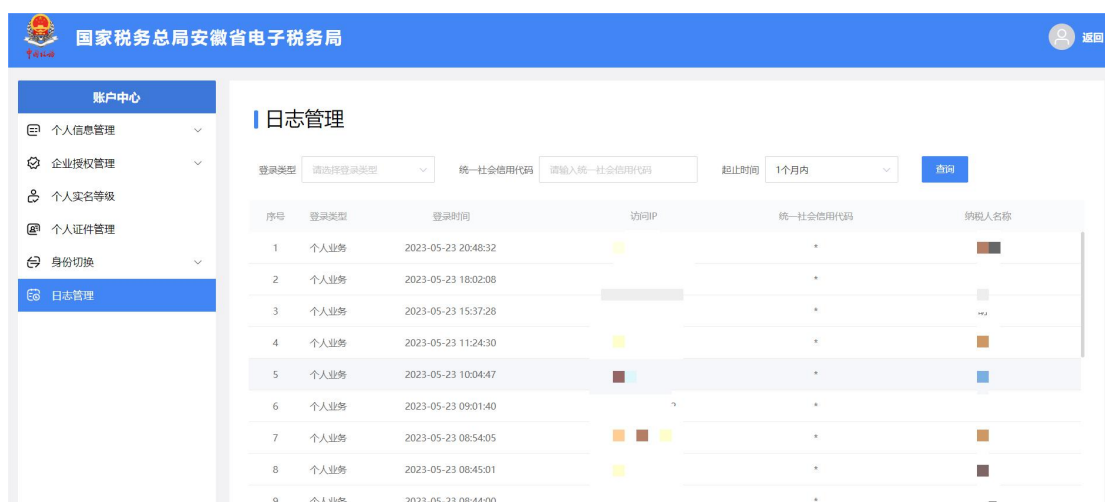 国家税务总局安徽省电子税务局
返回
账户中心
个人信息管理
企业授权管理
个人实名等级
个人证件管理
身份切换
日志管理
日志管理
登录类型 请选择登录类型 统一社会信用代码 请输入统一社会信用代码 起止时间 1个月内 查询
序号 登录类型 登录时间 访问IP 统一社会信用代码 纳税人名称
1 个人业务 2023-05-23 20:48:32 *
2 个人业务 2023-05-23 18:02:08 *
3 个人业务 2023-05-23 15:37:28 *
4 个人业务 2023-05-23 11:24:30 *
5 个人业务 2023-05-23 10:04:47 *
6 个人业务 2023-05-23 09:01:40 *
7 个人业务 2023-05-23 08:54:05 *
8 个人业务 2023-05-23 08:45:01 *
9 个人业务 2023-05-23 08:44:00 *